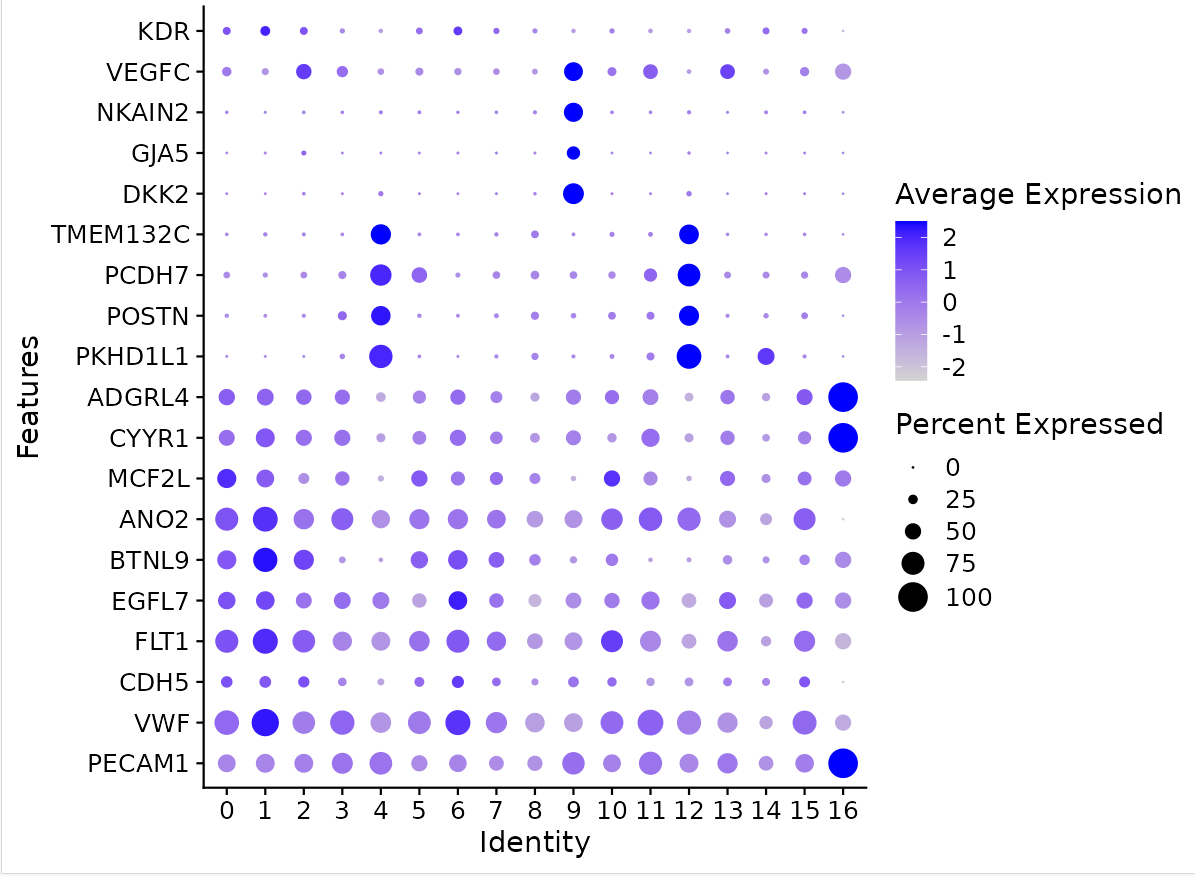 KDR
VEGFC
NKAIN2
GJA5
DKK2
TMEM132C
PCDH7
POSTN
PKHD1L1
ADGRL4
CYYR1
MCF2L
ANO2
BTNL9
EGFL7
FLT1
CDH5
VWF
PECAM1
Features
0 1 2 3 4 5 6 7 8 9 10 11 12 13 14 15 16
Identity
Average Expression
2
1
0
-1
-2
Percent Expressed
0
25
50
75
100